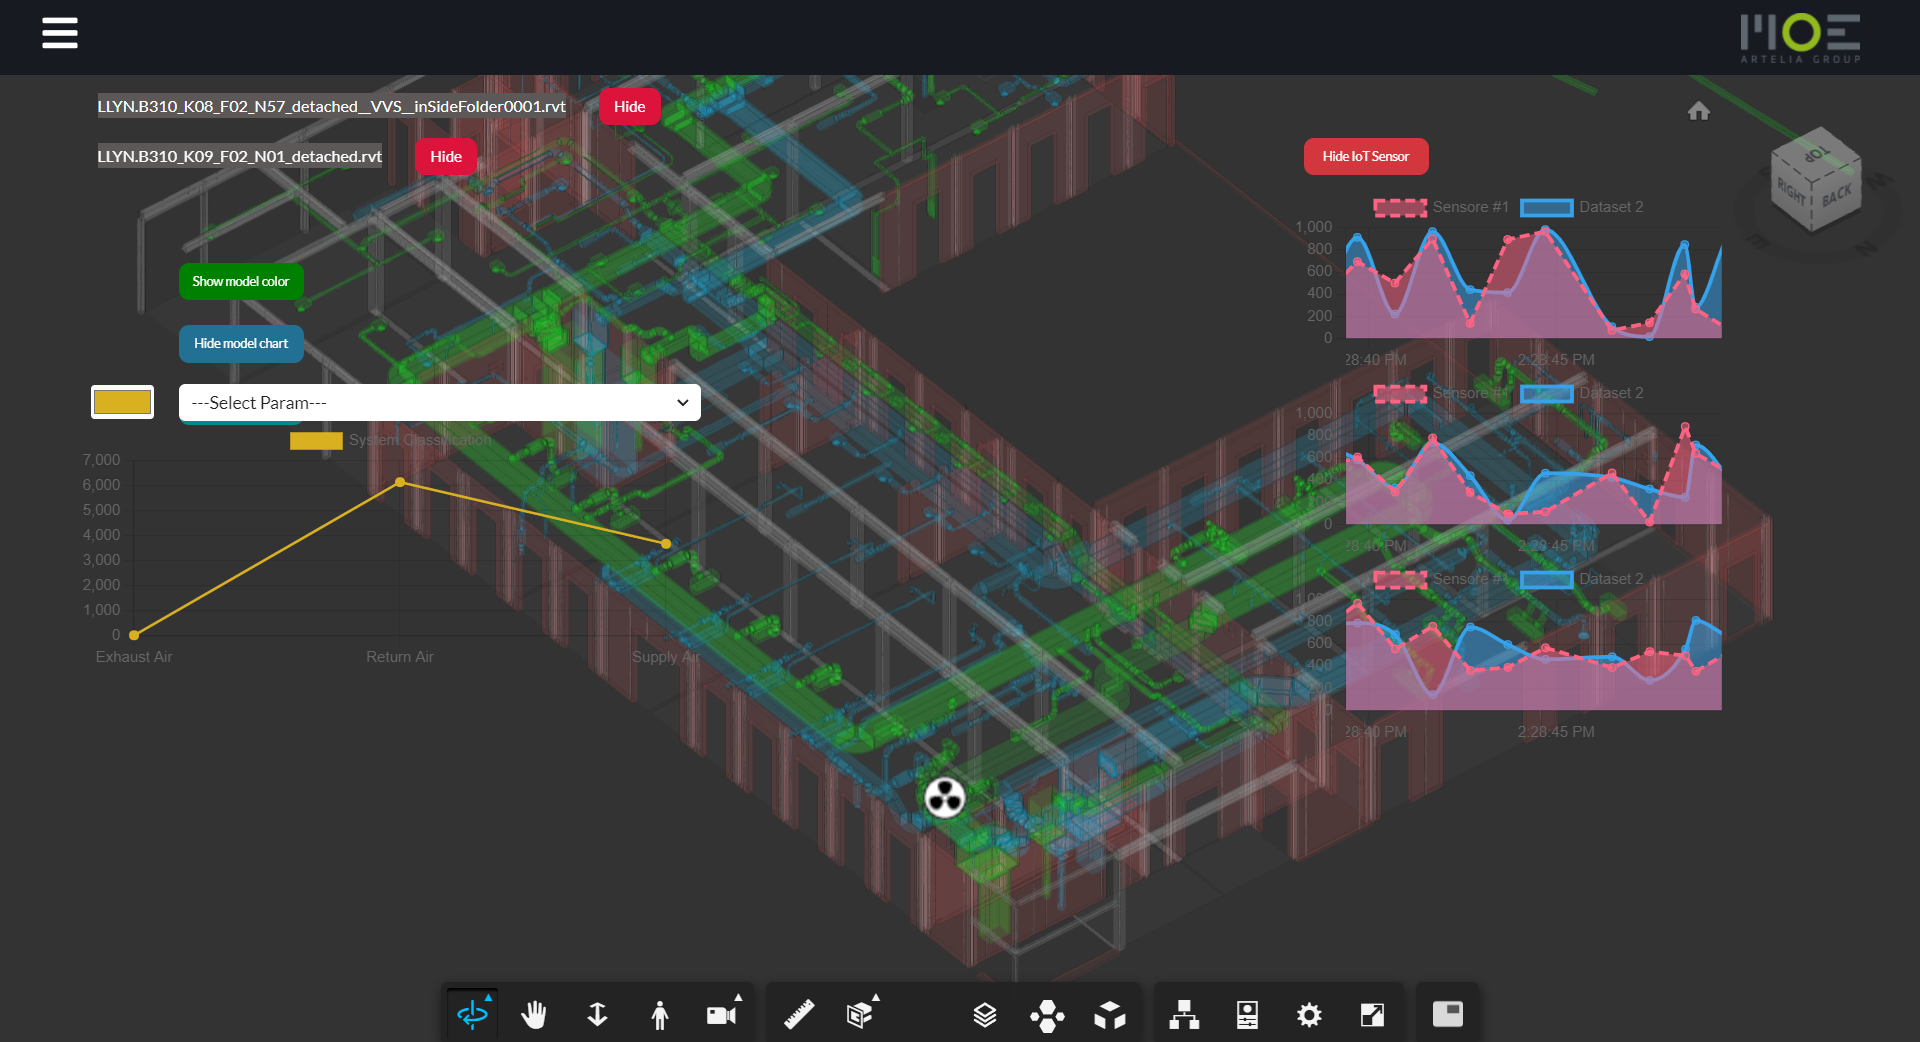 MOE
ARTELIA GROUP
LLYN.B310_K08_F02_N57_detached__VVS__inSideFolder0001.rvt
Hide
LLYN.B310_K09_F02_N01_detached.rvt
Hide
Hide IoT Sensor
TOP
RIGHT
BACK
Show model color
Hide model chart
---Select Param---
System Classification
7,000
6,000
5,000
4,000
3,000
2,000
1,000
0
Exhaust Air
Return Air
Supply Air
Sensore #1
Dataset 2
1,000
800
600
400
200
0
28:40 PM
2:28:45 PM
Sensore #1
Dataset 2
1,000
800
600
400
200
0
28:40 PM
2:28:45 PM
Sensore #1
Dataset 2
800
600
400
0
28:40 PM
2:28:45 PM